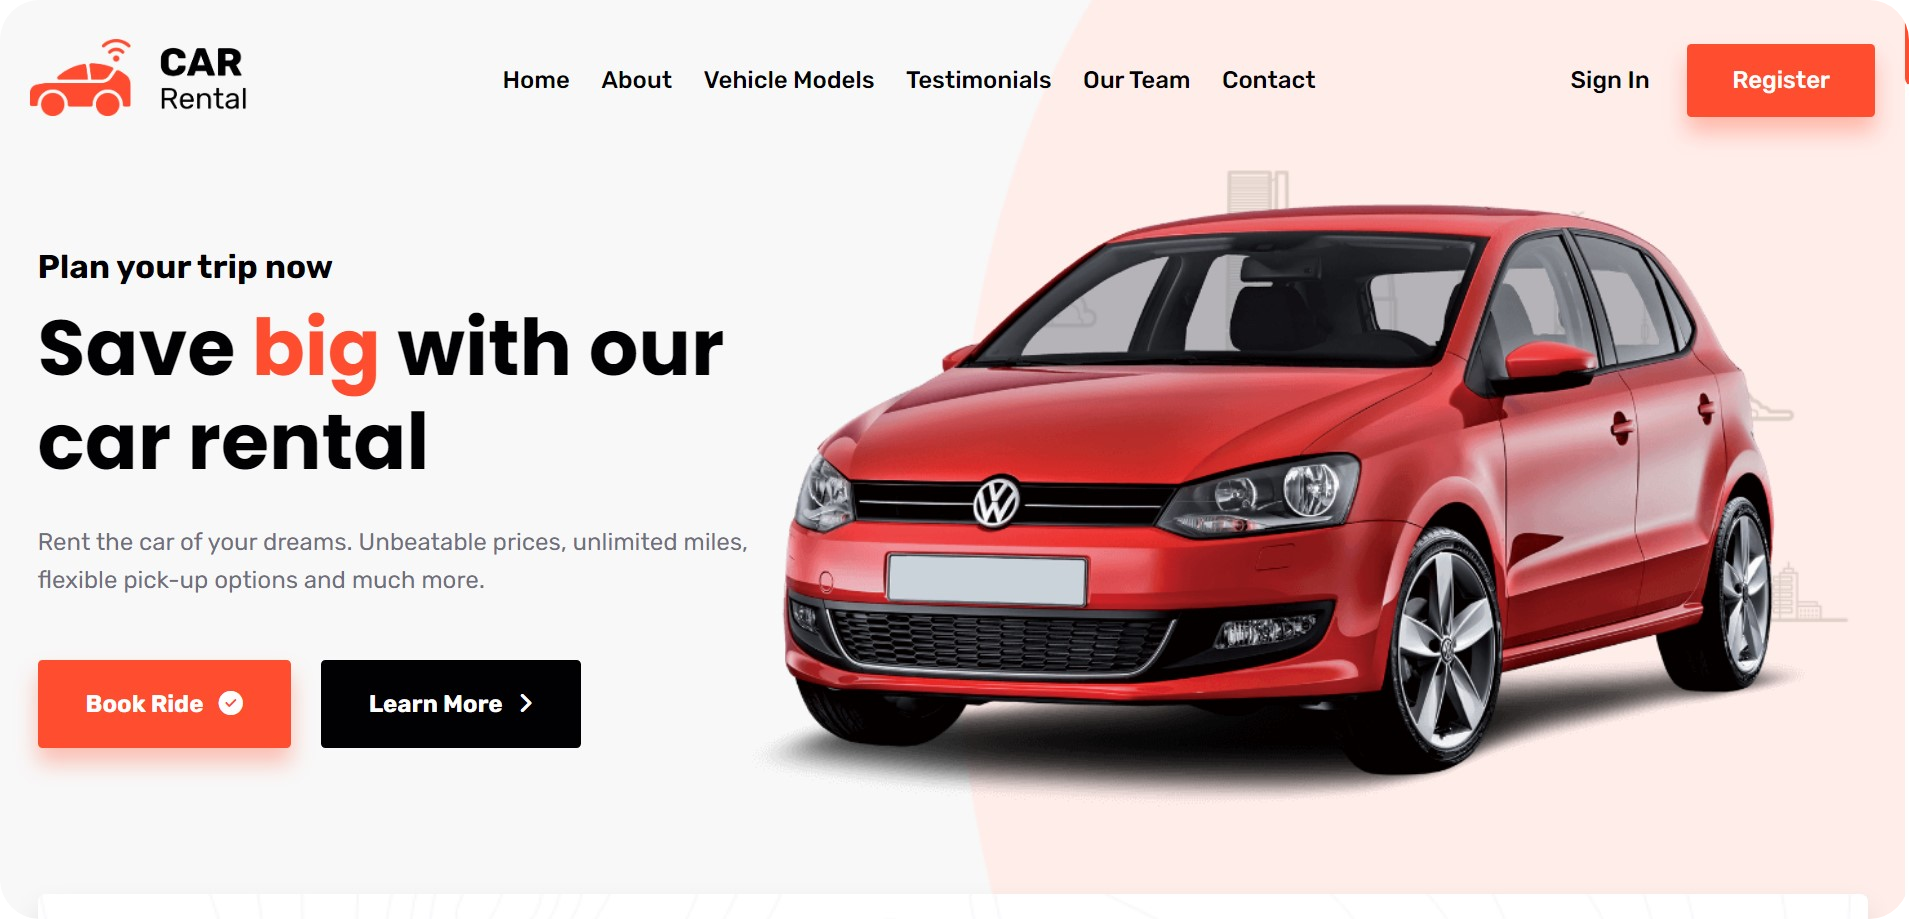 CAR
Rental
Home About Vehicle Models Testimonials Our Team Contact Sign In Register
Plan your trip now
Save big with our
car rental
Rent the car of your dreams. Unbeatable prices, unlimited miles,
flexible pick-up options and much more.
Book Ride Learn More